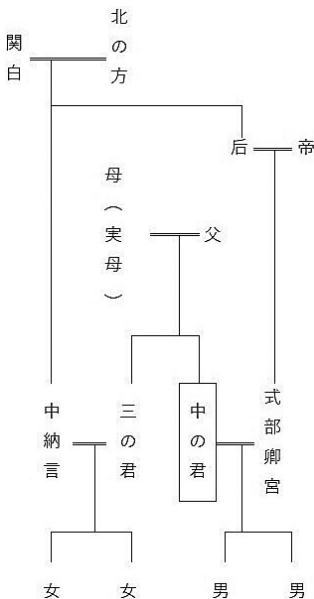 北の方
関白
帝
后
父
母（実母）
式部卿宮
中の君
三の君
中納言
男
男
女
女